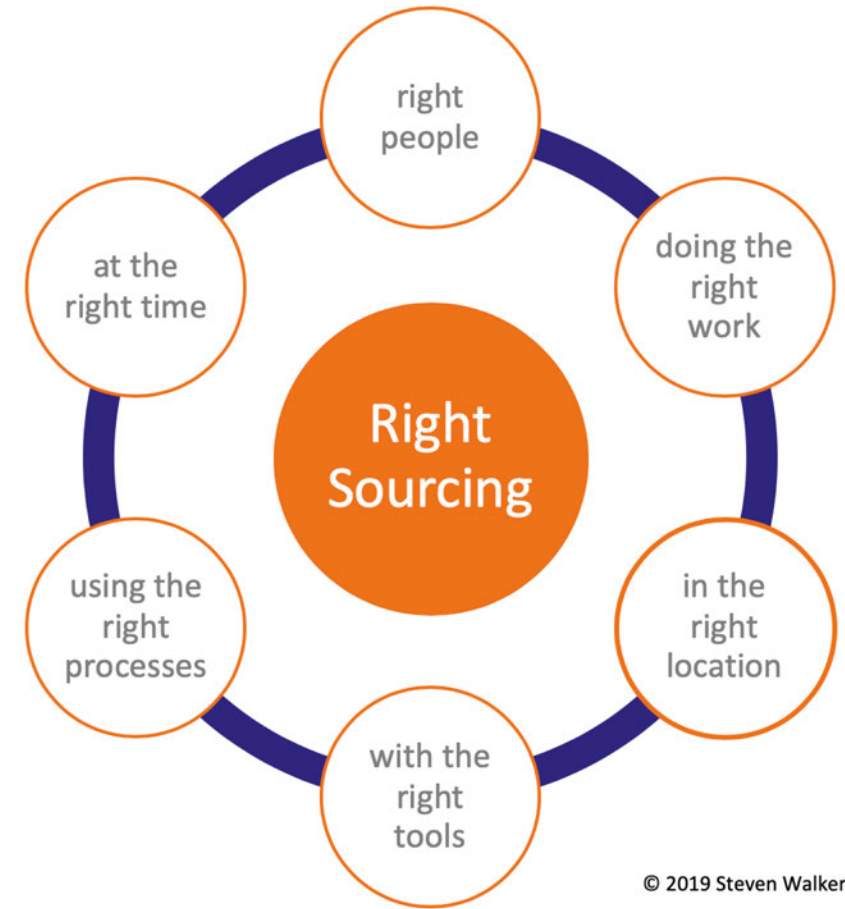 right
people
doing the
right
work
in the
right
location
with the
right
tools
using the
right
processes
at the
right time
Right
Sourcing
© 2019 Steven Walker